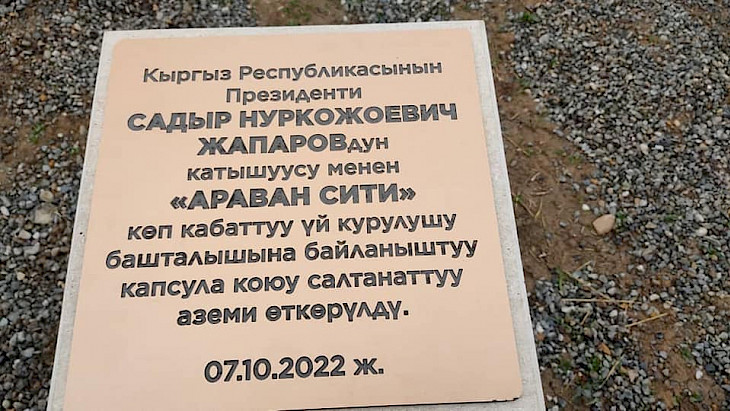 Кыргыз Республикасынын
Президенти
САДЫР НУРКОЖОЕВИЧ
ЖАПАРОВдун
катышуусу менен
«АРАВАН СИТИ»
көп кабаттуу үй курулушу
башталышына байланыштуу
капсула коюу салтанаттуу
аземи өткөрүлдү.
07.10.2022 ж.